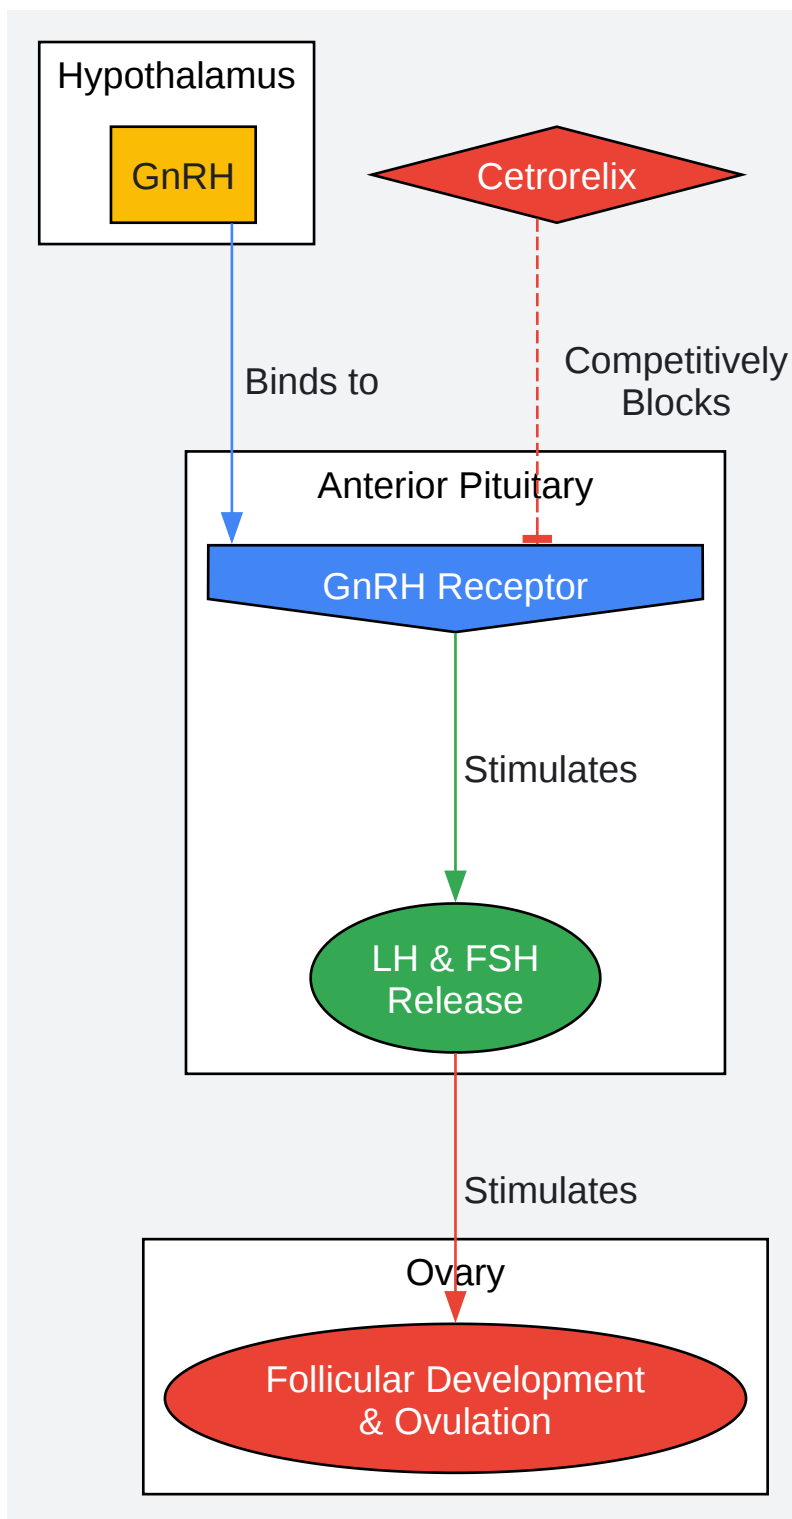 Hypothalamus
GnRH
Cetrorelix
Binds to
Competitively
Blocks
Anterior Pituitary
GnRH Receptor
Stimulates
LH & FSH
Release
Stimulates
Ovary
Follicular Development
& Ovulation